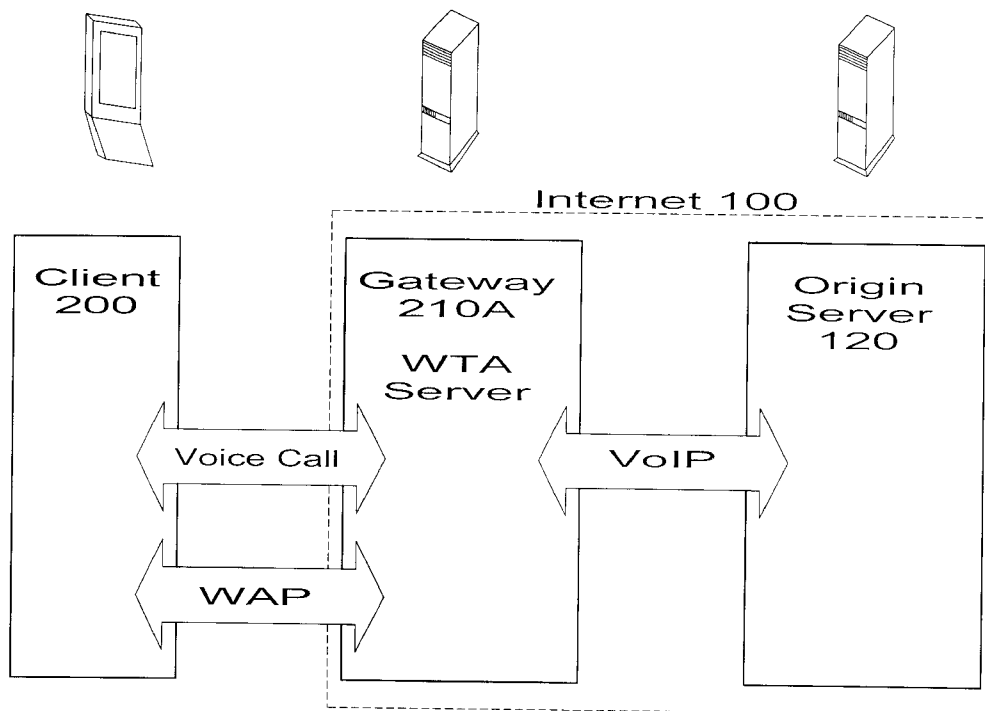 Internet 100
Client
200
Gateway
210A
WTA
Server
Origin
Server
120
Voice Call
VoIP
WAP